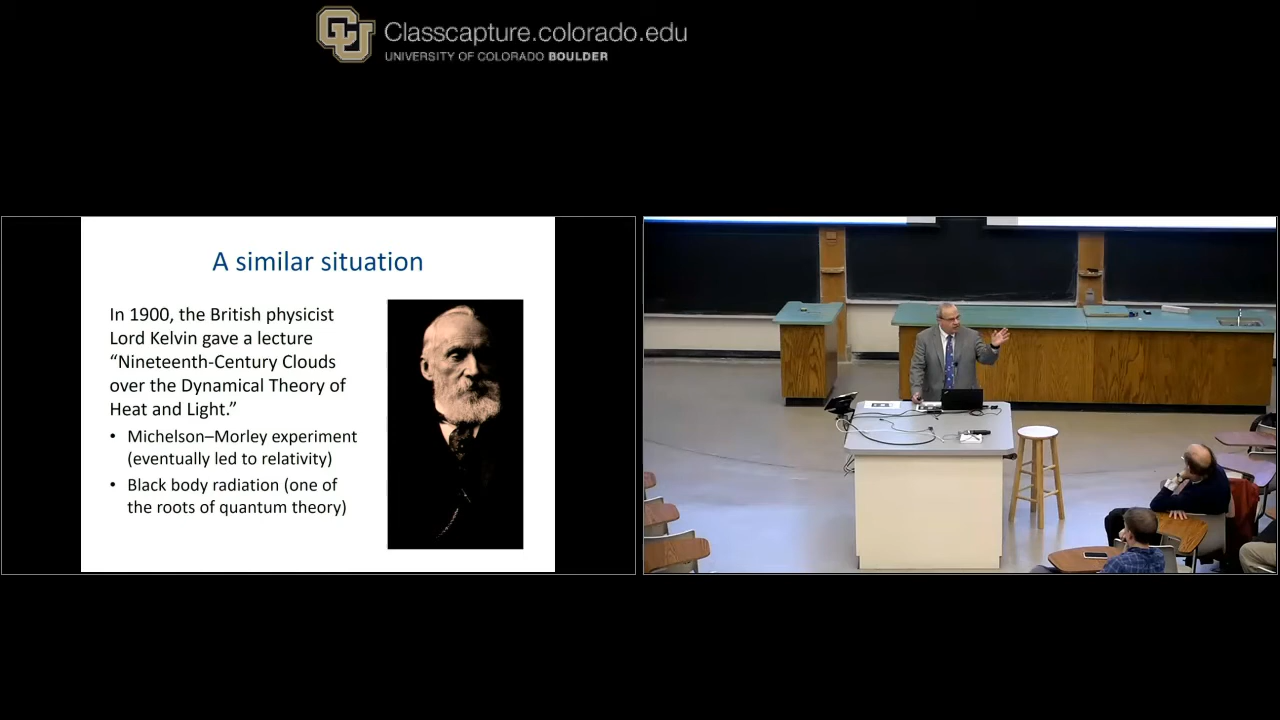 Classcapture.colorado.edu
UNIVERSITY OF COLORADO BOULDER
A similar situation
In 1900, the British physicist
Lord Kelvin gave a lecture
“Nineteenth-Century Clouds
over the Dynamical Theory of
Heat and Light.”
• Michelson–Morley experiment
(eventually led to relativity)
• Black body radiation (one of
the roots of quantum theory)